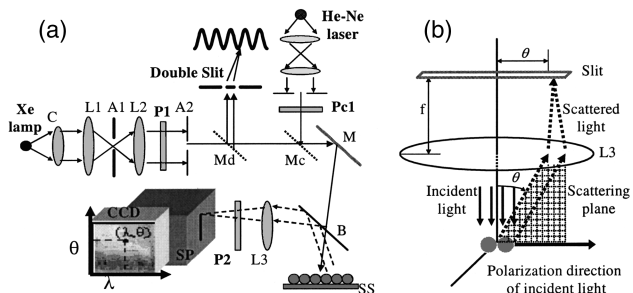 (a)
He-Ne
laser
Double Slit
Xe
lamp
C
L1
A1
L2
P1
A2
Pc1
M
Md
Mc
CCD
(λ,θ)
SP
θ
λ
P2
L3
B
SS
(b)
θ
Slit
f
Scattered
light
L3
Incident
light
θ
Scattering
plane
Polarization direction
of incident light